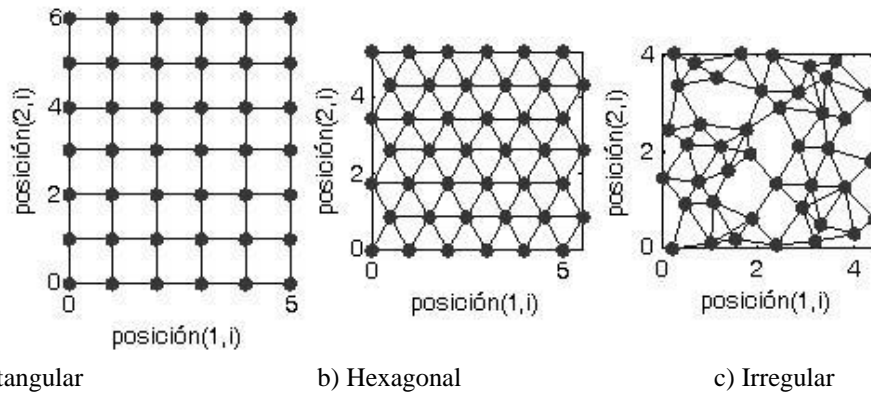 6
4
2
0
0 5
posición(2,i)
posición(1,i)
4
2
0
0 5
posición(2,i)
posición(1,i)
4
2
0
0 2 4
posición(2,i)
posición(1,i)
tangular b) Hexagonal c) Irregular